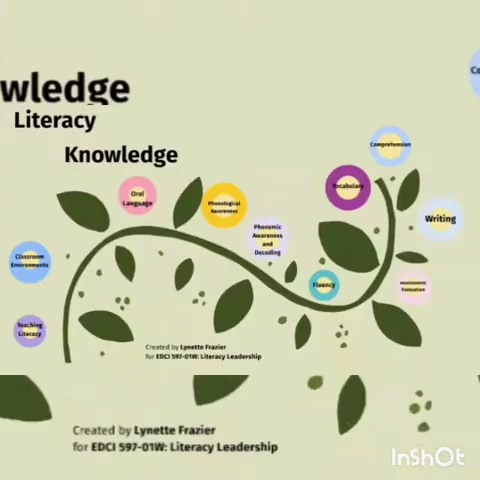 wledge
Literacy
Knowledge
Comprehension
Oral
Language
Phonological
Awareness
Vocabulary
Writing
Phonemic
Awareness
and
Decoding
Classroom
Environments
Fluency
Assessment
Evaluation
Teaching
Literacy
Created by Lynette Frazier
for EDCI 597-01W: Literacy Leadership
Created by Lynette Frazier
for EDCI 597-01W: Literacy Leadership
InShOt